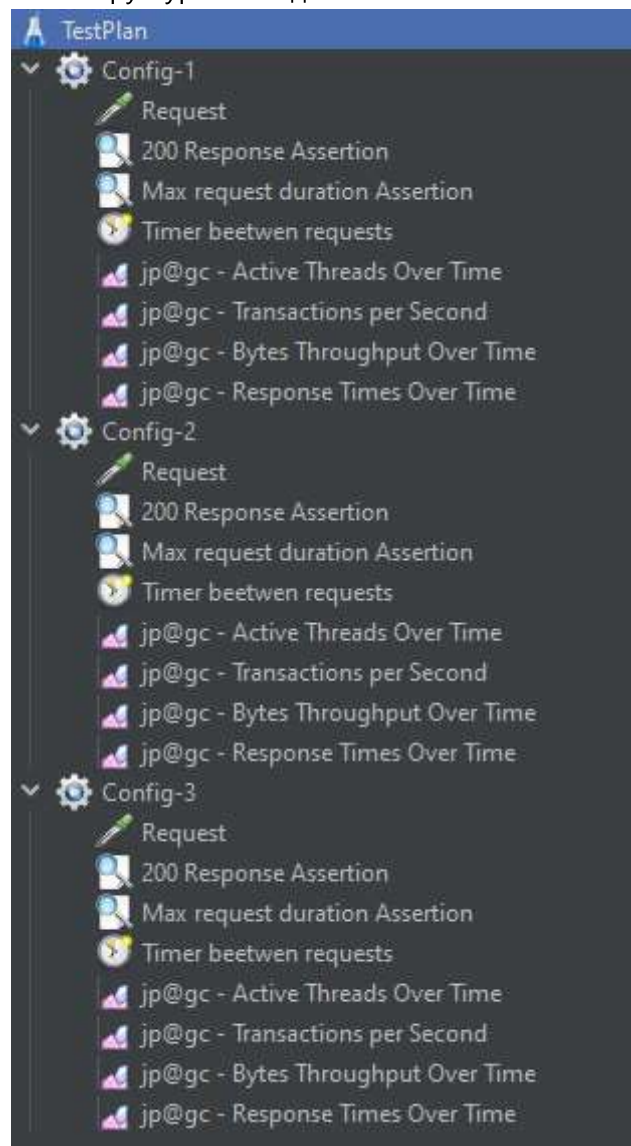 TestPlan
Config-1
Request
200 Response Assertion
Max request duration Assertion
Timer beetwen requests
jp@gc - Active Threads Over Time
jp@gc - Transactions per Second
jp@gc - Bytes Throughput Over Time
jp@gc - Response Times Over Time
Config-2
Request
200 Response Assertion
Max request duration Assertion
Timer beetwen requests
jp@gc - Active Threads Over Time
jp@gc - Transactions per Second
jp@gc - Bytes Throughput Over Time
jp@gc - Response Times Over Time
Config-3
Request
200 Response Assertion
Max request duration Assertion
Timer beetwen requests
jp@gc - Active Threads Over Time
jp@gc - Transactions per Second
jp@gc - Bytes Throughput Over Time
jp@gc - Response Times Over Time